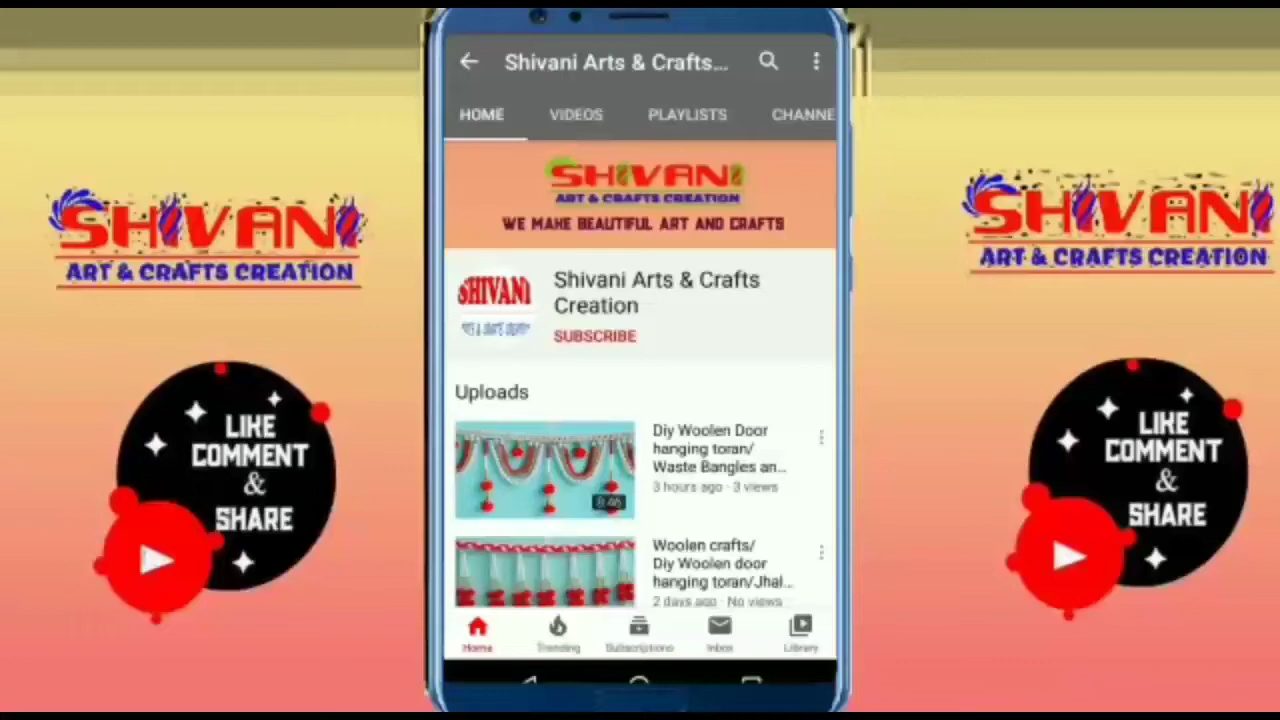 Shivani Arts & Crafts...
HOME VIDEOS PLAYLISTS CHANNE
SHIVANI
ART & CRAFTS CREATION
WE MAKE BEAUTIFUL ART AND CRAFTS
SHIVANI
Shivani Arts & Crafts
Creation
SUBSCRIBE
Uploads
Diy Woolen Door
hanging toran/
Waste Bangles an...
3 hours ago · 3 views
8:46
Woolen crafts/
Diy Woolen door
hanging toran/Jhal...
2 days ago · No views
Home Trending Subscriptions Inbox Library
SHIVANI
ART & CRAFTS CREATION
LIKE
COMMENT
&
SHARE
SHIVANI
ART & CRAFTS CREATION
LIKE
COMMENT
&
SHARE